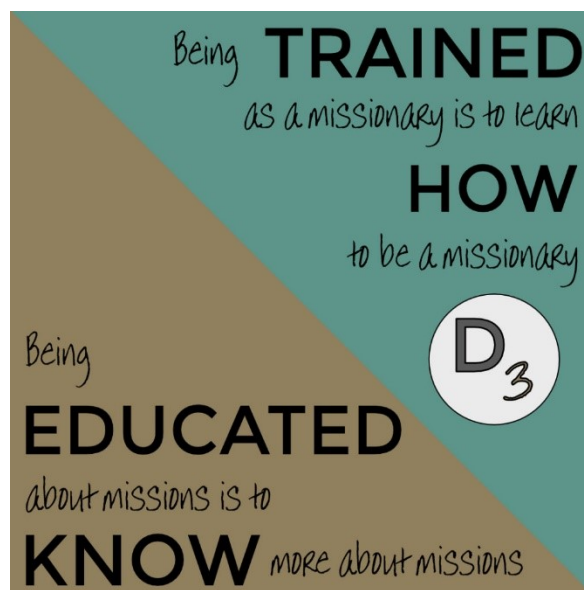 Being TRAINED
as a missionary is to learn
HOW
to be a missionary
D3
Being
EDUCATED
about missions is to
KNOW more about missions